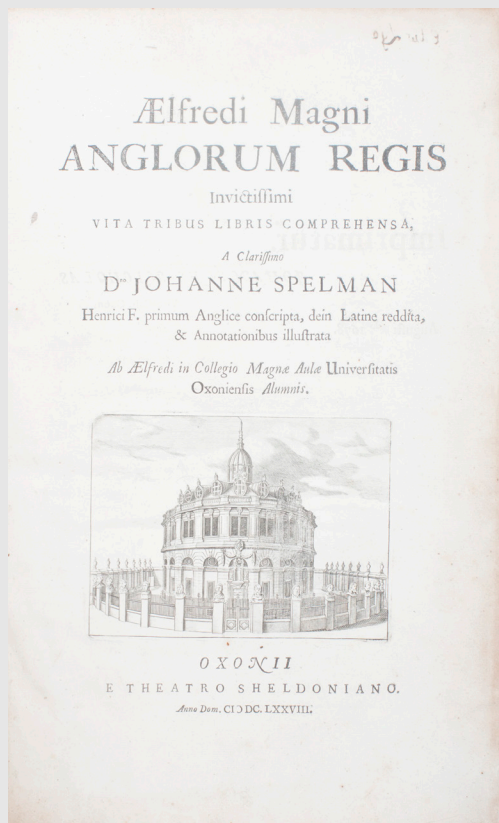 Ælfredi Magni
ANGLORUM REGIS
Invictiſſimi
VITA TRIBUS LIBRIS COMPREHENSA,
A Clariſſimo
Dno JOHANNE SPELMAN
Henrici F. primum Anglice conſcripta, dein Latine reddita,
& Annotationibus illuſtrata
Ab Ælfredi in Collegio Magnæ Aulæ Univerſitatis
Oxonienſis Alumnis.
OXONII
E THEATRO SHELDONIANO.
Anno Dom. CIƆ DC. LXXVIII.